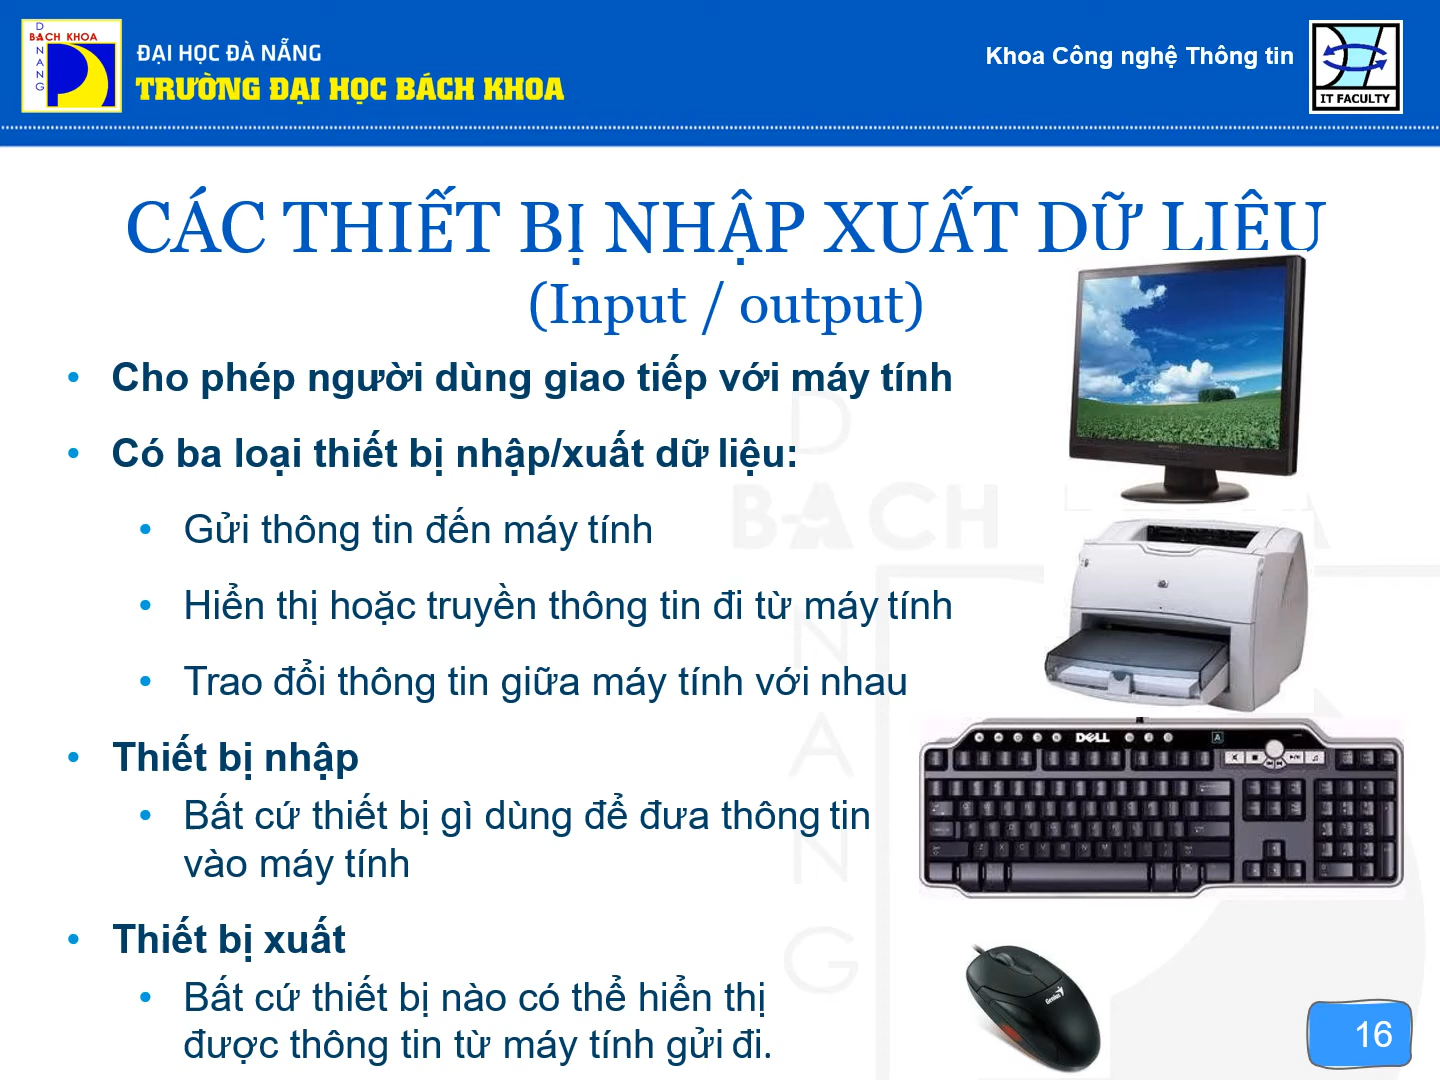 DANANG
BACH KHOA
ĐẠI HỌC ĐÀ NẴNG
TRƯỜNG ĐẠI HỌC BÁCH KHOA
Khoa Công nghệ Thông tin
IT FACULTY
CÁC THIẾT BỊ NHẬP XUẤT DỮ LIỆU
(Input / output)
• Cho phép người dùng giao tiếp với máy tính
• Có ba loại thiết bị nhập/xuất dữ liệu:
• Gửi thông tin đến máy tính
• Hiển thị hoặc truyền thông tin đi từ máy tính
• Trao đổi thông tin giữa máy tính với nhau
• Thiết bị nhập
• Bất cứ thiết bị gì dùng để đưa thông tin
vào máy tính
• Thiết bị xuất
• Bất cứ thiết bị nào có thể hiển thị
được thông tin từ máy tính gửi đi.
DELL
Genius
16